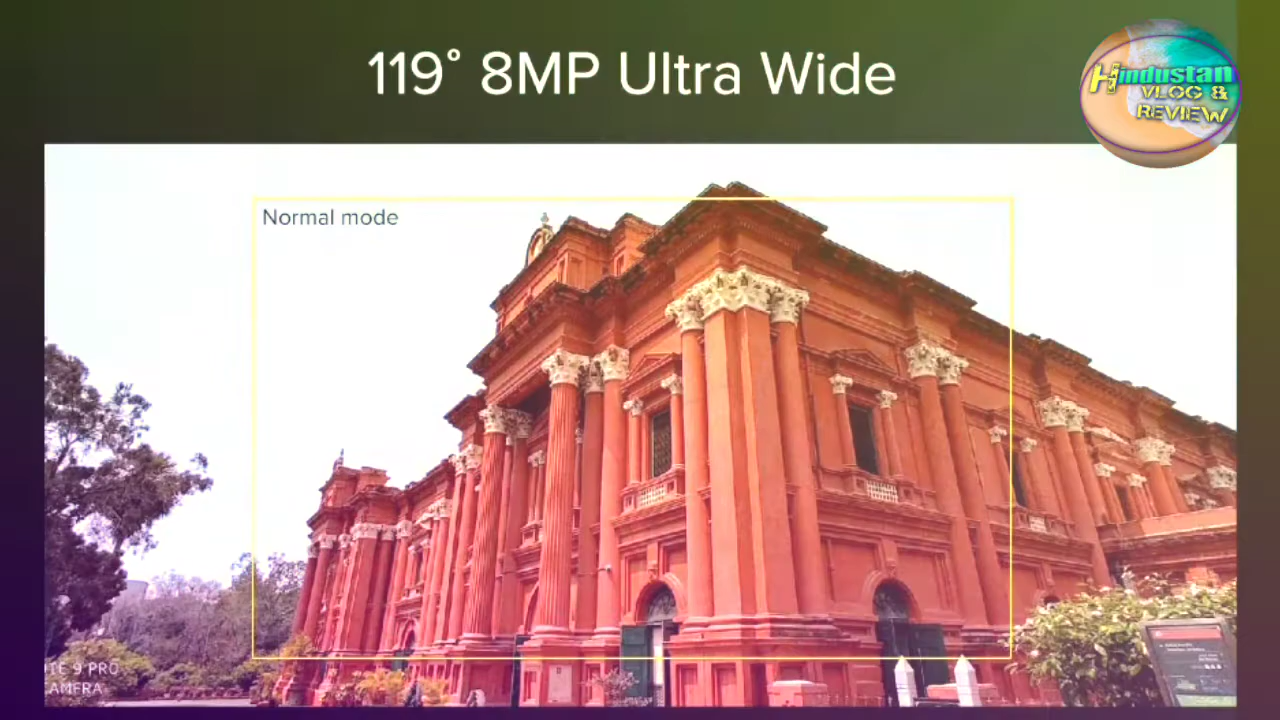 119° 8MP Ultra Wide
Hindustan
VLOG &
REVIEW
Normal mode
TE 9 PRO
AMERA